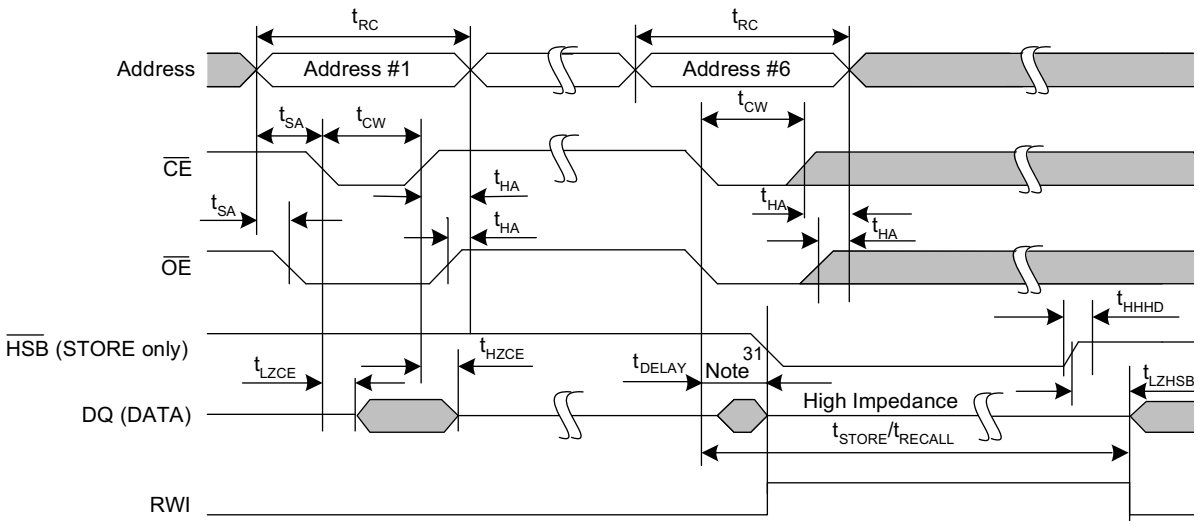 tRC tRC
Address Address #1 Address #6
tSA tCW tCW
CE
tHA tHA
tSA tHA tHA
OE
tHHHD
HSB (STORE only)
tLZCE tHZCE tDELAY Note 31 tLZHSB
DQ (DATA) High Impedance
tSTORE/tRECALL
RWI